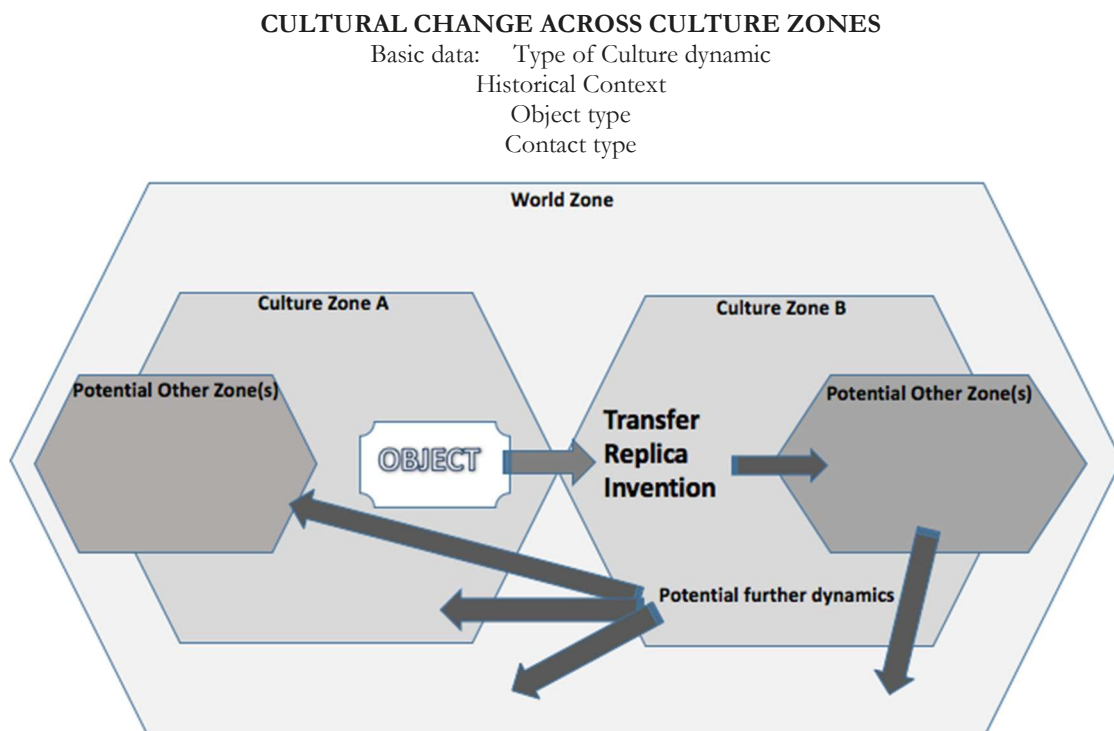 CULTURAL CHANGE ACROSS CULTURE ZONES
Basic data: Type of Culture dynamic
Historical Context
Object type
Contact type
World Zone
Culture Zone A
Culture Zone B
Potential Other Zone(s)
Potential Other Zone(s)
OBJECT
Transfer
Replica
Invention
Potential further dynamics